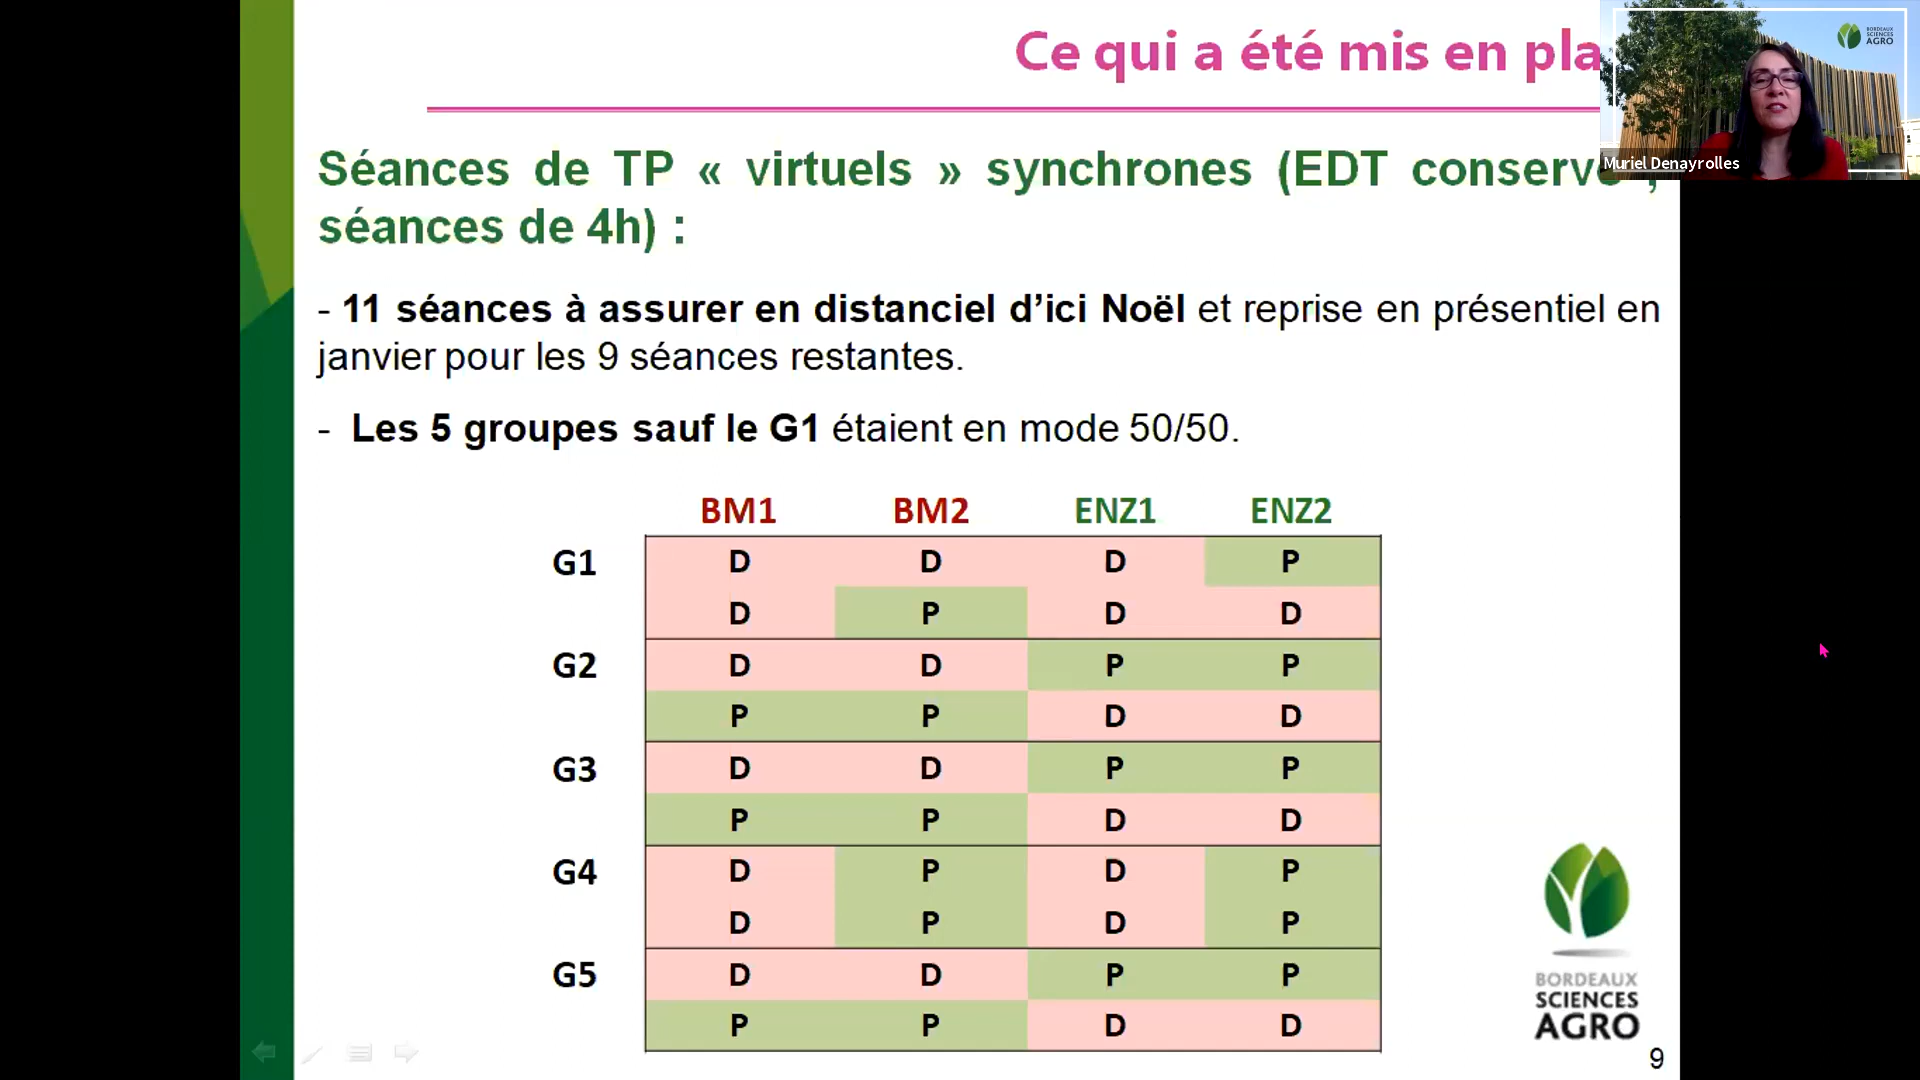 Ce qui a été mis en pla
BORDEAUX
SCIENCES
AGRO
Muriel Denayrolles
Séances de TP « virtuels » synchrones (EDT conserv
séances de 4h) :
- 11 séances à assurer en distanciel d’ici Noël et reprise en présentiel en
janvier pour les 9 séances restantes.
- Les 5 groupes sauf le G1 étaient en mode 50/50.
BM1 BM2 ENZ1 ENZ2
G1 D D D P
D P D D
G2 D D P P
P P D D
G3 D D P P
P P D D
G4 D P D P
D P D P
G5 D D P P
P P D D
BORDEAUX
SCIENCES
AGRO
9